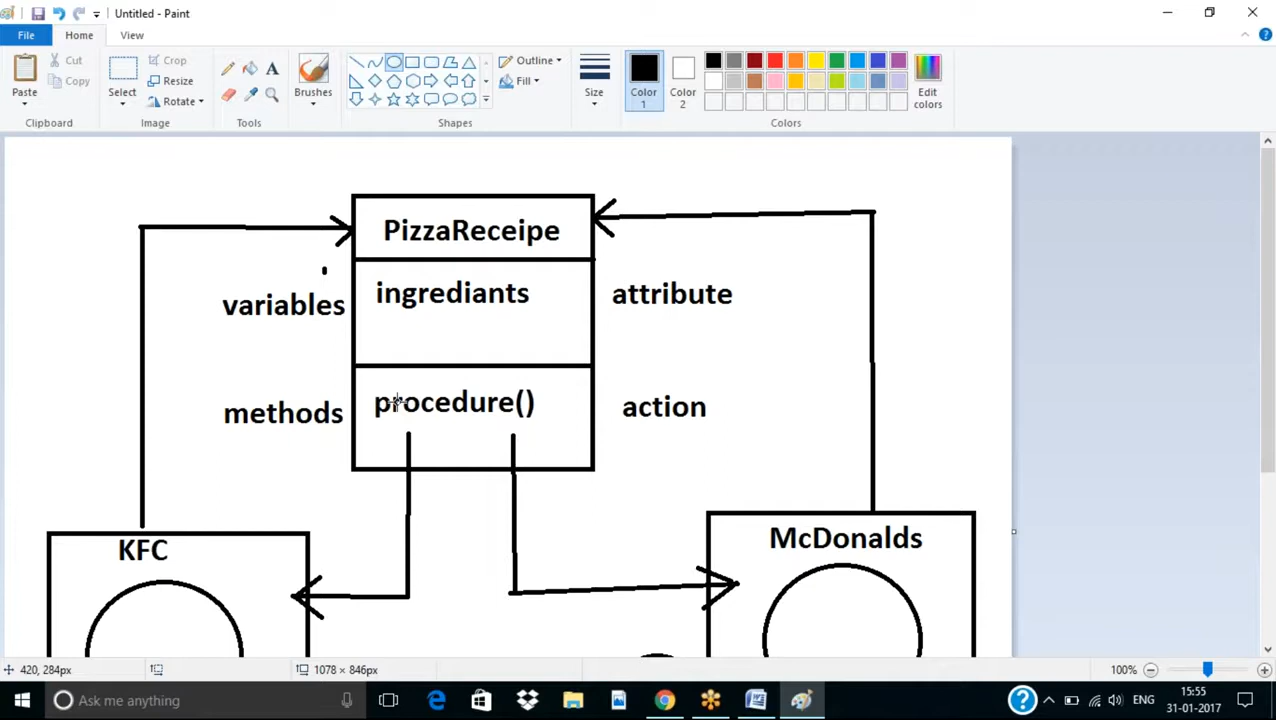 Untitled - Paint
File
Home
View
Paste
Cut
Copy
Clipboard
Select
Crop
Resize
Rotate
Image
Tools
Brushes
Shapes
Outline
Fill
Size
Color
1
Color
2
Edit
colors
Colors
PizzaReceipe
variables
ingrediants
attribute
methods
procedure()
action
KFC
McDonalds
420, 284px
1078 × 846px
100%
Ask me anything
ENG
15:55
31-01-2017